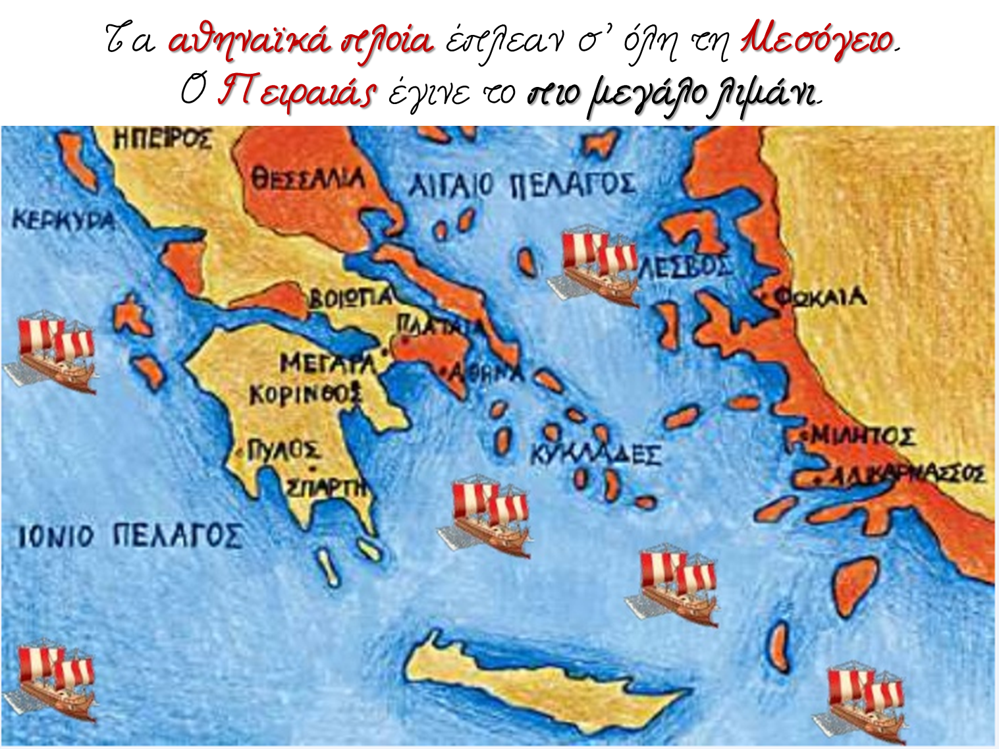 Τα αθηναϊκά πλοία έπλεαν σ’ όλη τη Μεσόγειο.
Ο Πειραιάς έγινε το πιο μεγάλο λιμάνι.
ΗΠΕΙΡΟΣ
ΘΕΣΣΑΛΙΑ
ΑΙΓΑΙΟ ΠΕΛΑΓΟΣ
ΚΕΡΚΥΡΑ
ΛΕΣΒΟΣ
ΒΟΙΩΤΙΑ
ΦΩΚΑΙΑ
ΠΛΑΤΑΙΑ
ΜΕΓΑΡΑ
ΑΘΗΝΑ
ΚΟΡΙΝΘΟΣ
ΜΙΛΗΤΟΣ
ΠΥΛΟΣ
ΚΥΚΛΑΔΕΣ
ΑΛΙΚΑΡΝΑΣΣΟΣ
ΣΠΑΡΤΗ
ΙΟΝΙΟ ΠΕΛΑΓΟΣ